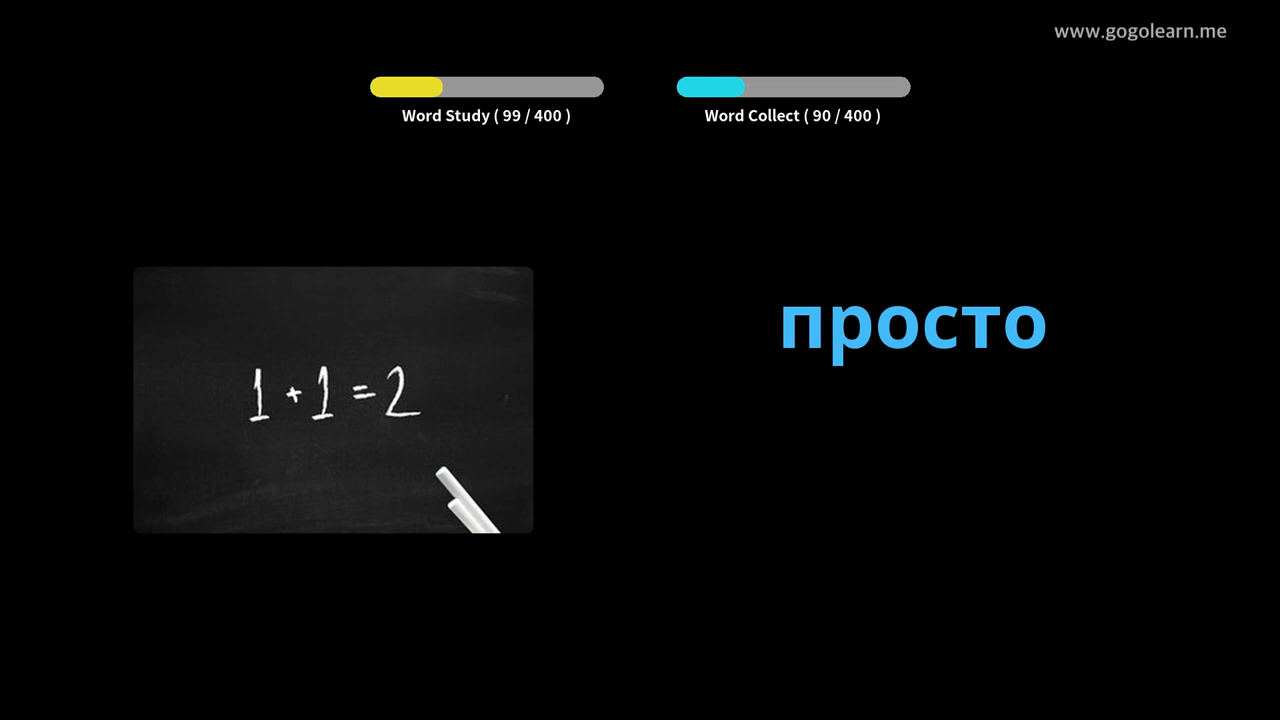 www.gogolearn.me
Word Study ( 99 / 400 )
Word Collect ( 90 / 400 )
просто
1 + 1 = 2